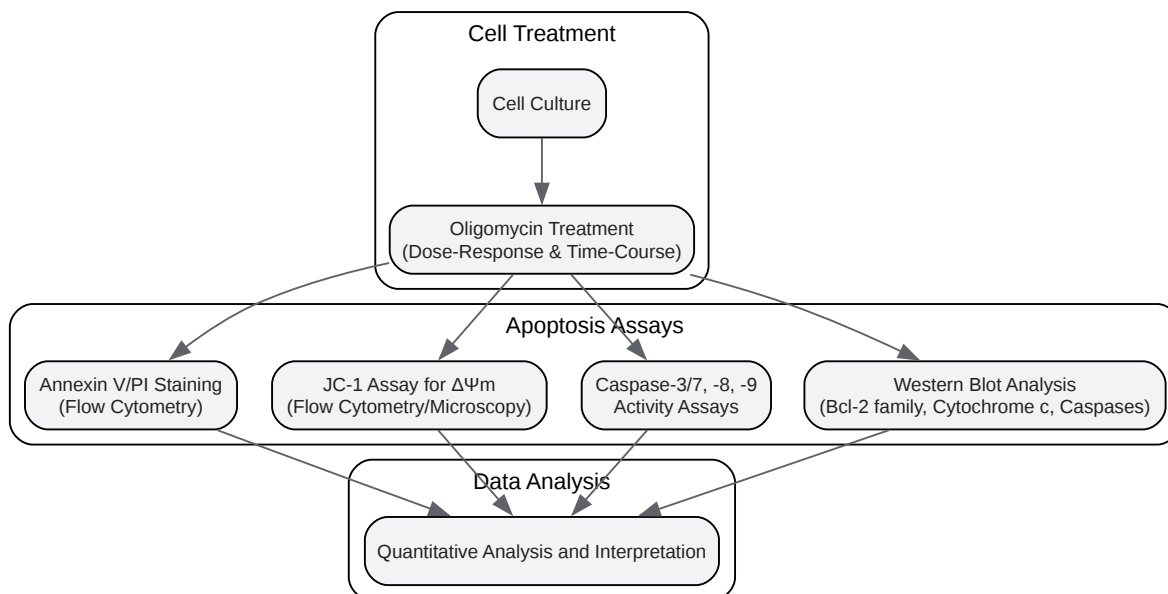 Cell Treatment
Cell Culture
Oligomycin Treatment
(Dose-Response & Time-Course)
Apoptosis Assays
Annexin V/PI Staining
(Flow Cytometry)
JC-1 Assay for ΔΨm
(Flow Cytometry/Microscopy)
Caspase-3/7, -8, -9
Activity Assays
Western Blot Analysis
(Bcl-2 family, Cytochrome c, Caspases)
Data Analysis
Quantitative Analysis and Interpretation